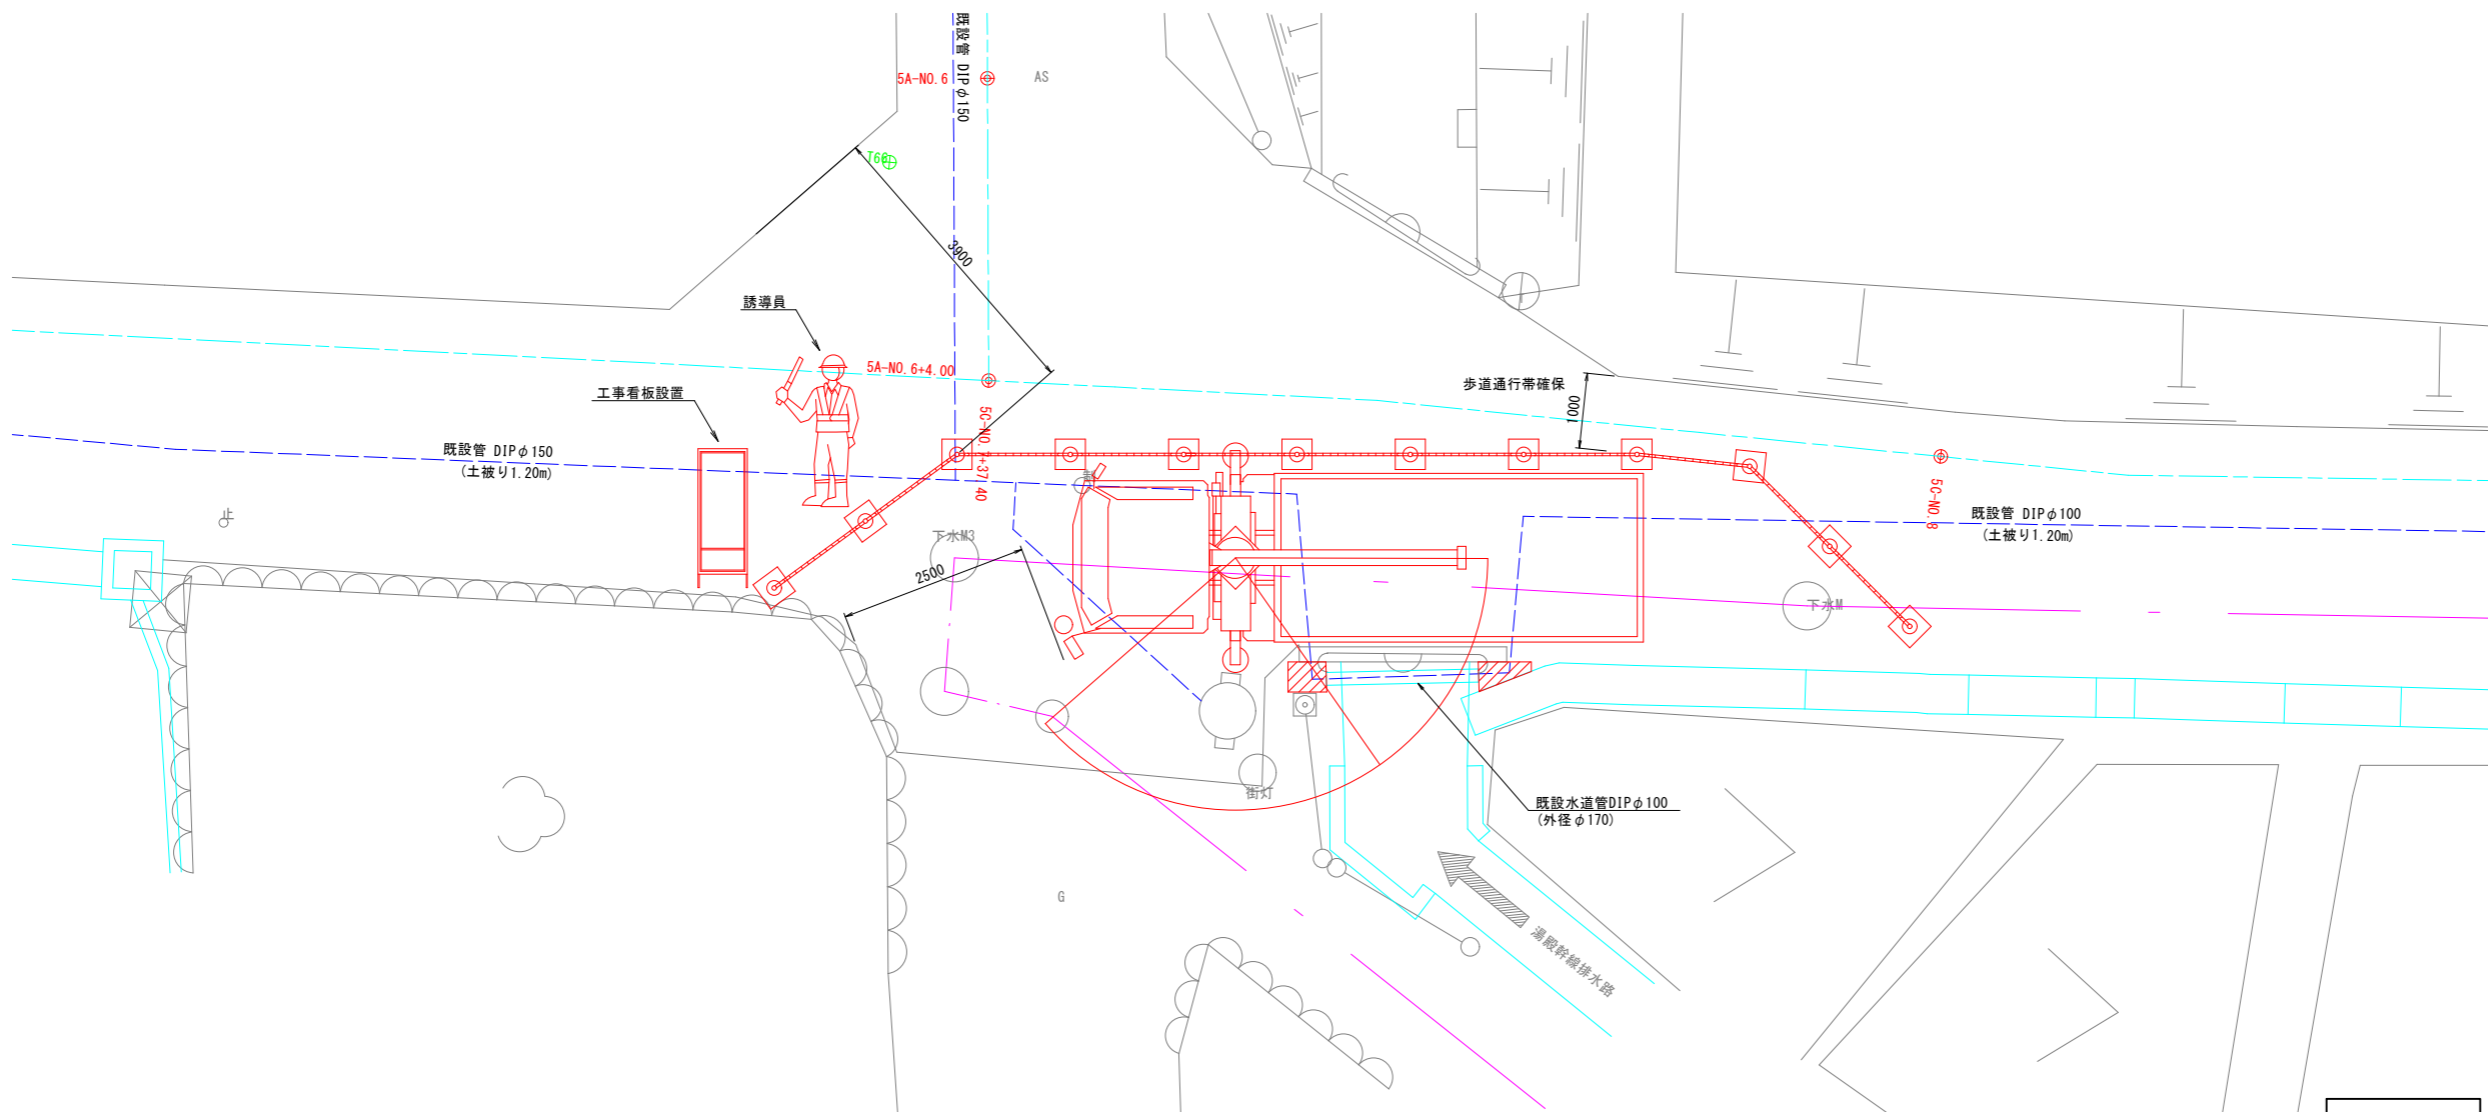 既設管 DIPφ150
5A-NO.6
AS
T66
3900
誘導員
5A-NO.6+4.00
工事看板設置
歩道通行帯確保
1000
既設管 DIPφ150
(土被り1.20m)
5C-NO.7+37.40
制
5C-NO.8
既設管 DIPφ100
(土被り1.20m)
止
下水M3
2500
下水M
街灯
既設水道管DIPφ100
(外径φ170)
G
湯殿幹線排水路